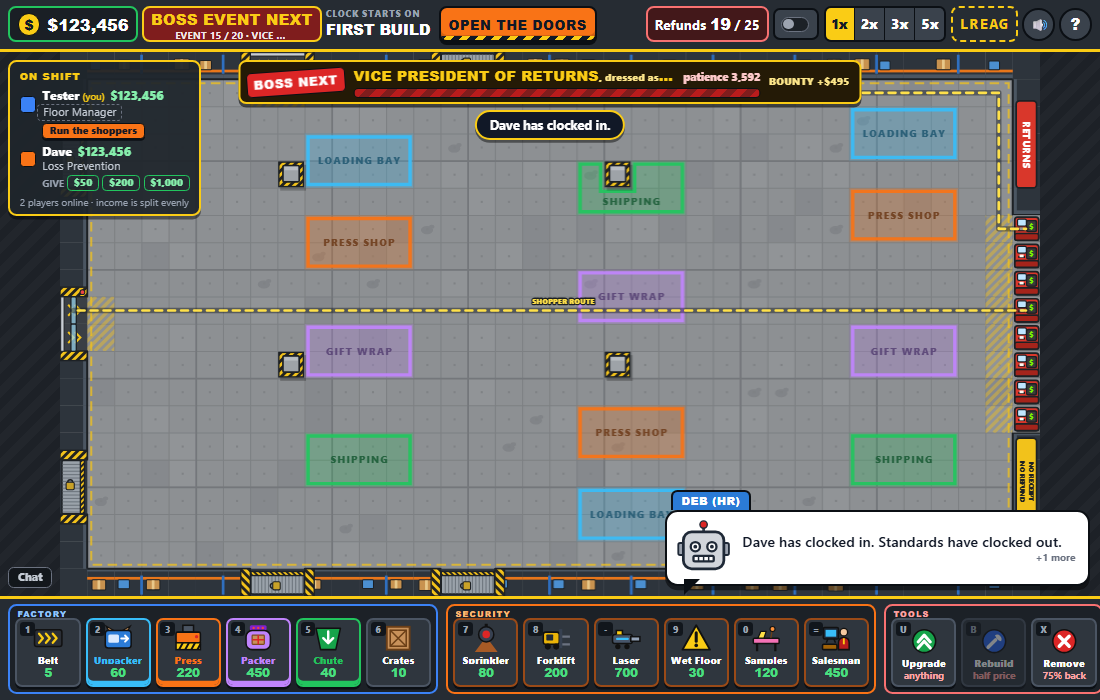 $123,456
BOSS EVENT NEXT
EVENT 15 / 20 · VICE ...
CLOCK STARTS ON
FIRST BUILD
OPEN THE DOORS
Refunds 19 / 25
1x 2x 3x 5x
LREAG
?
ON SHIFT
Tester (you) $123,456
Floor Manager
Run the shoppers
Dave $123,456
Loss Prevention
GIVE $50 $200 $1,000
2 players online · income is split evenly
BOSS NEXT
VICE PRESIDENT OF RETURNS, dressed as... patience 3,592
BOUNTY +$495
Dave has clocked in.
LOADING BAY
LOADING BAY
RETURNS
SHIPPING
PRESS SHOP
PRESS SHOP
GIFT WRAP
SHOPPER ROUTE
GIFT WRAP
GIFT WRAP
PRESS SHOP
SHIPPING
SHIPPING
NO RECEIPT
NO REFUND
LOADING BAY
DEB (HR)
Dave has clocked in. Standards have clocked out.
+1 more
Chat
FACTORY
1 Belt 5
2 Unpacker 60
3 Press 220
4 Packer 450
5 Chute 40
6 Crates 10
SECURITY
7 Sprinkler 80
8 Forklift 200
- Laser 700
9 Wet Floor 30
0 Samples 120
= Salesman 450
TOOLS
U Upgrade anything
B Rebuild half price
X Remove 75% back